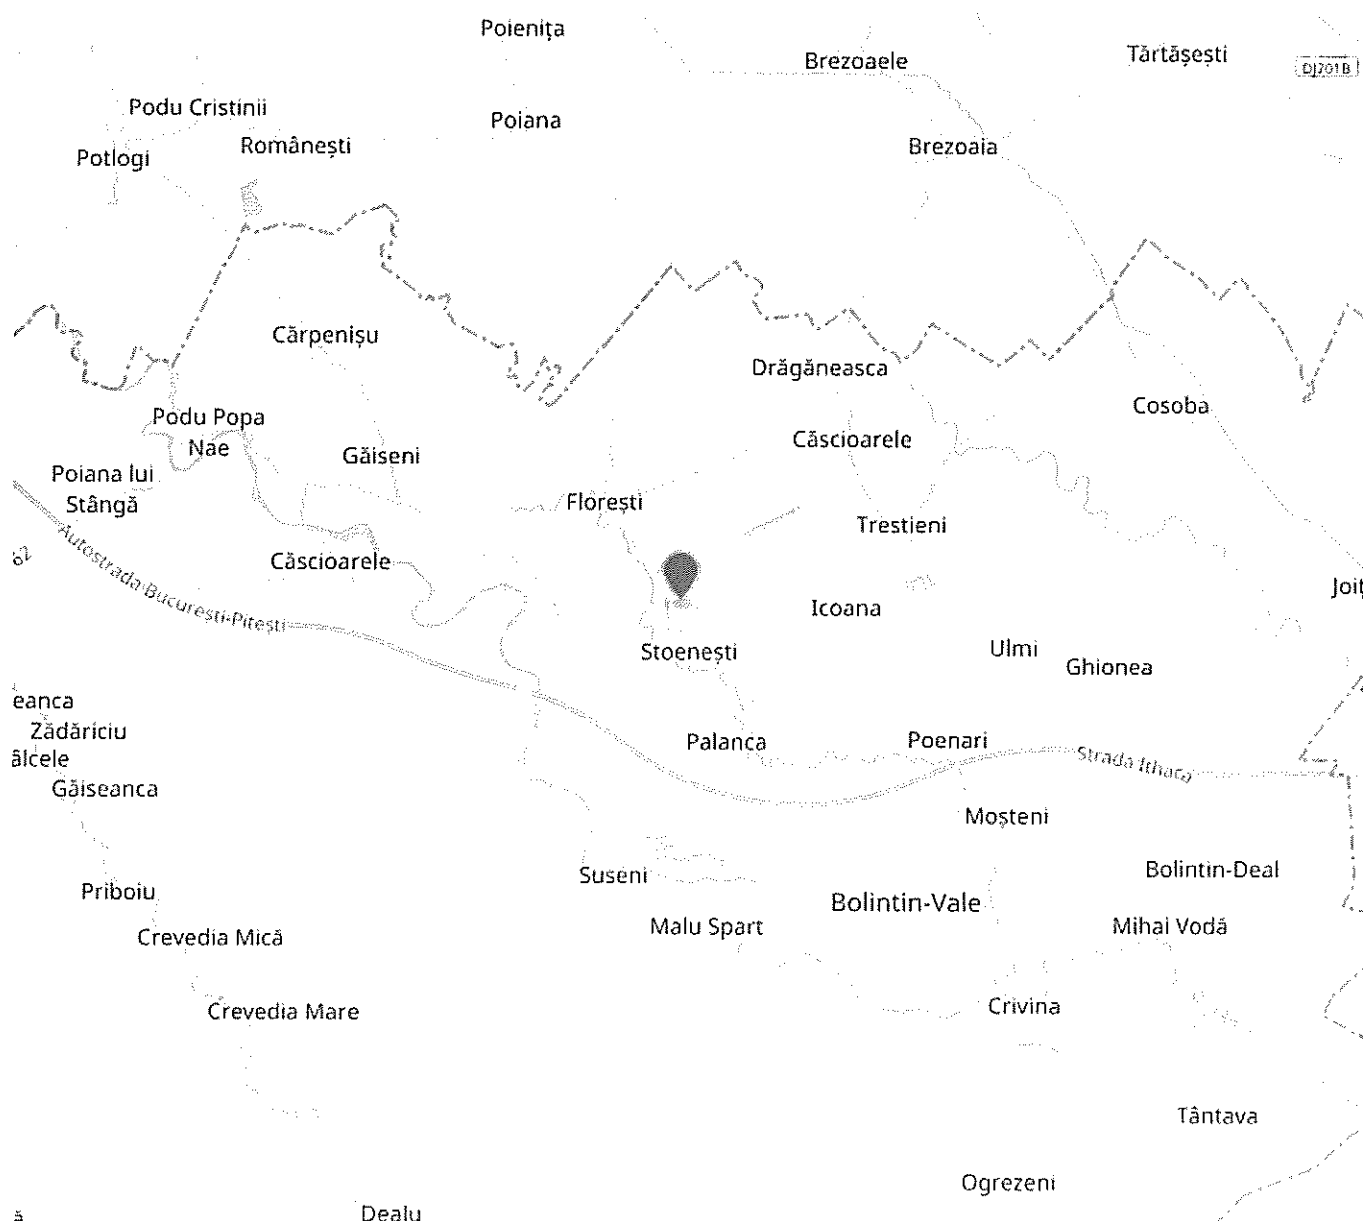 Poienița
Brezoaele
Tărtășești
DJ701B
Podu Cristinii
Poiana
Românești
Brezoaia
Potlogi
Cărpenișu
Drăgăneasca
Cosoba
Podu Popa
Nae
Căscioarele
Găiseni
Poiana lui
Stângă
Florești
Trestieni
Autostrada București-Pitești
62
Căscioarele
Joiț
Icoana
Stoenești
Ulmi
Ghionea
eanca
Zădăriciu
Palanca
Poenari
âlcele
Strada Ithaca
Găiseanca
Moșteni
Suseni
Bolintin-Deal
Priboiu
Bolintin-Vale
Malu Spart
Mihai Vodă
Crevedia Mică
Crivina
Crevedia Mare
Tântava
Ogrezeni
Dealu